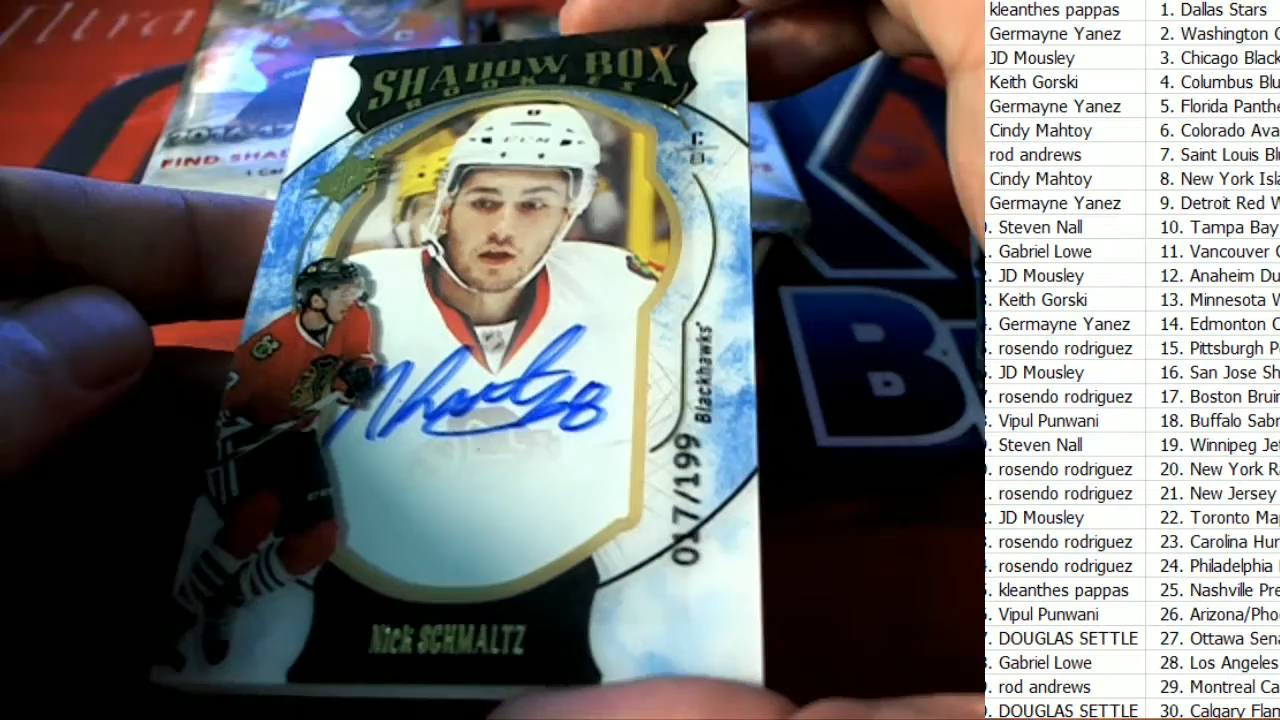 SHADOW BOX
ROOKIES
FIND SHA
017/199 Blackhawks
Nick SCHMALTZ
kleanthes pappas 1. Dallas Stars
Germayne Yanez 2. Washington C
JD Mousley 3. Chicago Black
Keith Gorski 4. Columbus Blu
Germayne Yanez 5. Florida Panthe
Cindy Mahtoy 6. Colorado Ava
rod andrews 7. Saint Louis Bl
Cindy Mahtoy 8. New York Isla
Germayne Yanez 9. Detroit Red W
. Steven Nall 10. Tampa Bay
. Gabriel Lowe 11. Vancouver C
. JD Mousley 12. Anaheim Du
. Keith Gorski 13. Minnesota W
. Germayne Yanez 14. Edmonton C
. rosendo rodriguez 15. Pittsburgh P
. JD Mousley 16. San Jose Sh
. rosendo rodriguez 17. Boston Bruin
. Vipul Punwani 18. Buffalo Sabr
. Steven Nall 19. Winnipeg Je
. rosendo rodriguez 20. New York R
. rosendo rodriguez 21. New Jersey
. JD Mousley 22. Toronto Map
. rosendo rodriguez 23. Carolina Hur
. rosendo rodriguez 24. Philadelphia
. kleanthes pappas 25. Nashville Pre
. Vipul Punwani 26. Arizona/Pho
. DOUGLAS SETTLE 27. Ottawa Sena
. Gabriel Lowe 28. Los Angeles
. rod andrews 29. Montreal Ca
. DOUGLAS SETTLE 30. Calgary Flam